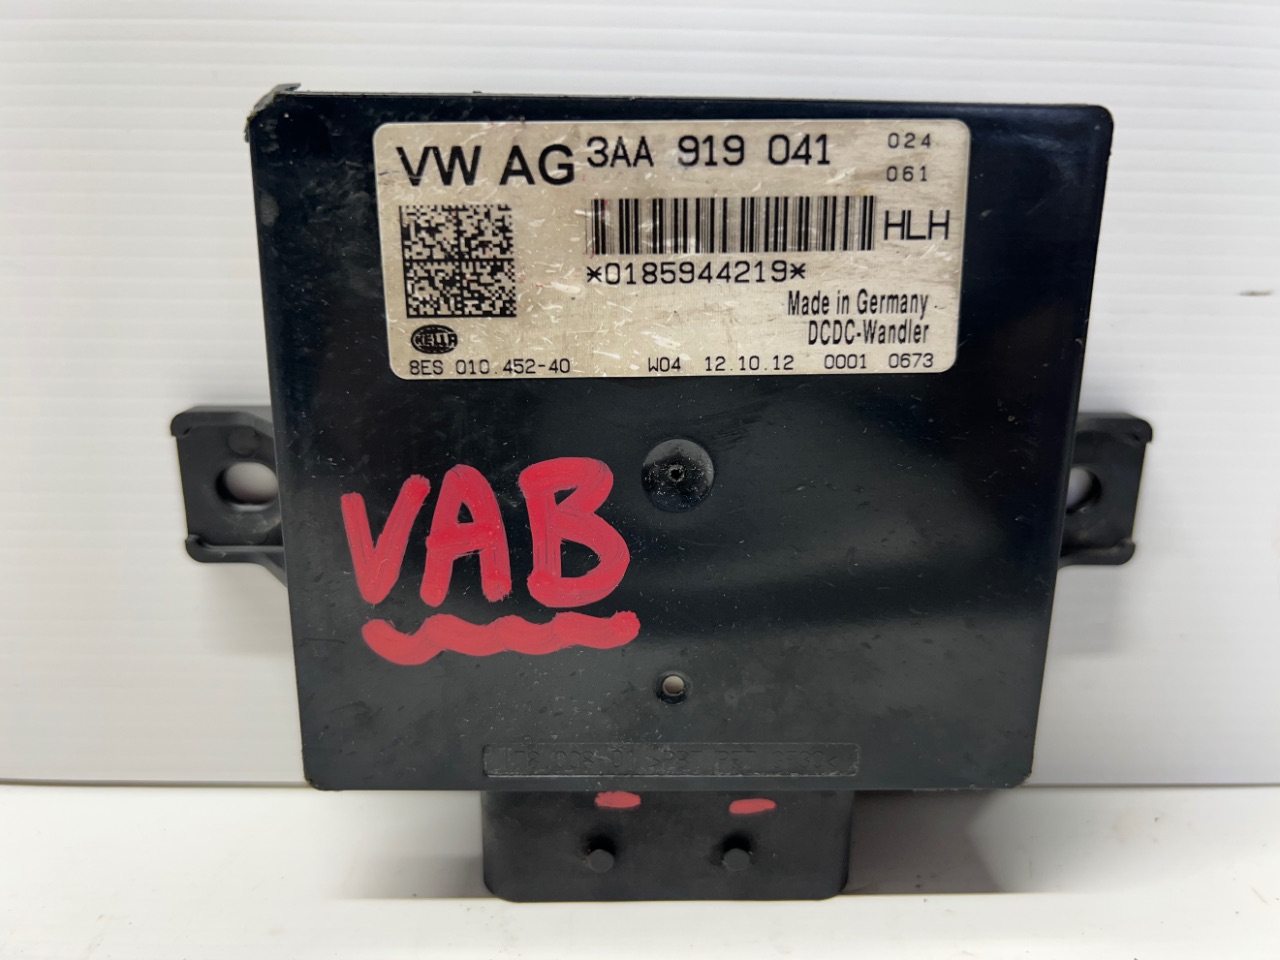 VW AG 3AA 919 041 024
061
HLH
*0185944219*
Made in Germany
DCDC-Wandler
HELLA
8ES 010.452-40 W04 12.10.12 0001 0673
VAB